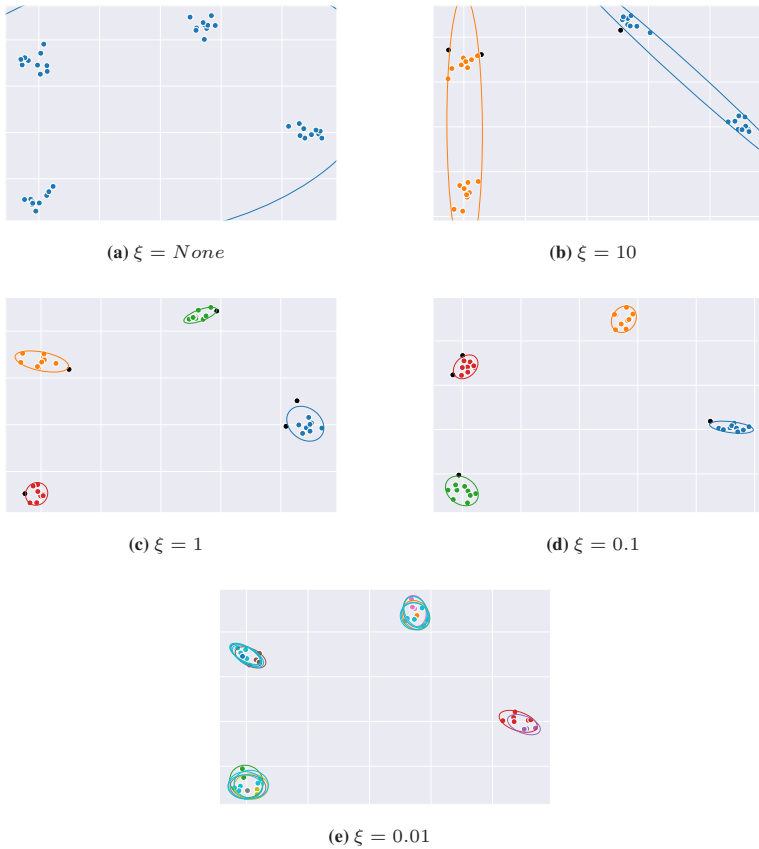 (a) ξ = None
(b) ξ = 10
(c) ξ = 1
(d) ξ = 0.1
(e) ξ = 0.01